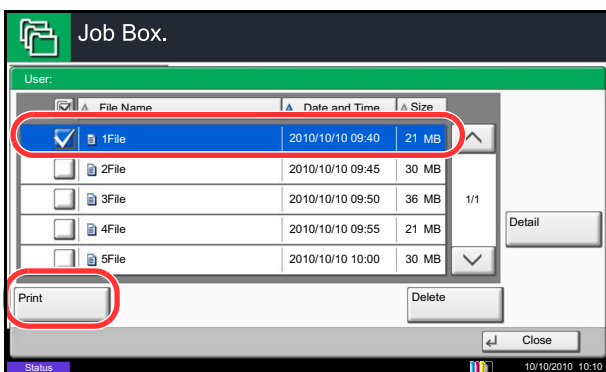 Job Box.
User:
File Name Date and Time Size
1File 2010/10/10 09:40 21 MB
2File 2010/10/10 09:45 30 MB
3File 2010/10/10 09:50 36 MB 1/1
4File 2010/10/10 09:55 21 MB
Detail
5File 2010/10/10 10:00 30 MB
Print Delete
Close
Status 10/10/2010 10:10